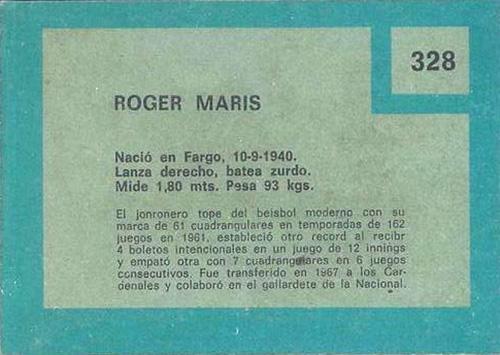 328
ROGER MARIS
Nació en Fargo, 10-9-1940.
Lanza derecho, batea zurdo.
Mide 1,80 mts. Pesa 93 kgs.
El jonronero tope del beisbol moderno con su
marca de 61 cuadrangulares en temporadas de 162
juegos en 1961, estableció otro record al recibr
4 boletos intencionales en un juego de 12 innings
y empató otra con 7 cuadrangulares en 6 juegos
consecutivos. Fue transferido en 1967 a los Car-
denales y colaboró en el gallardete de la Nacional.